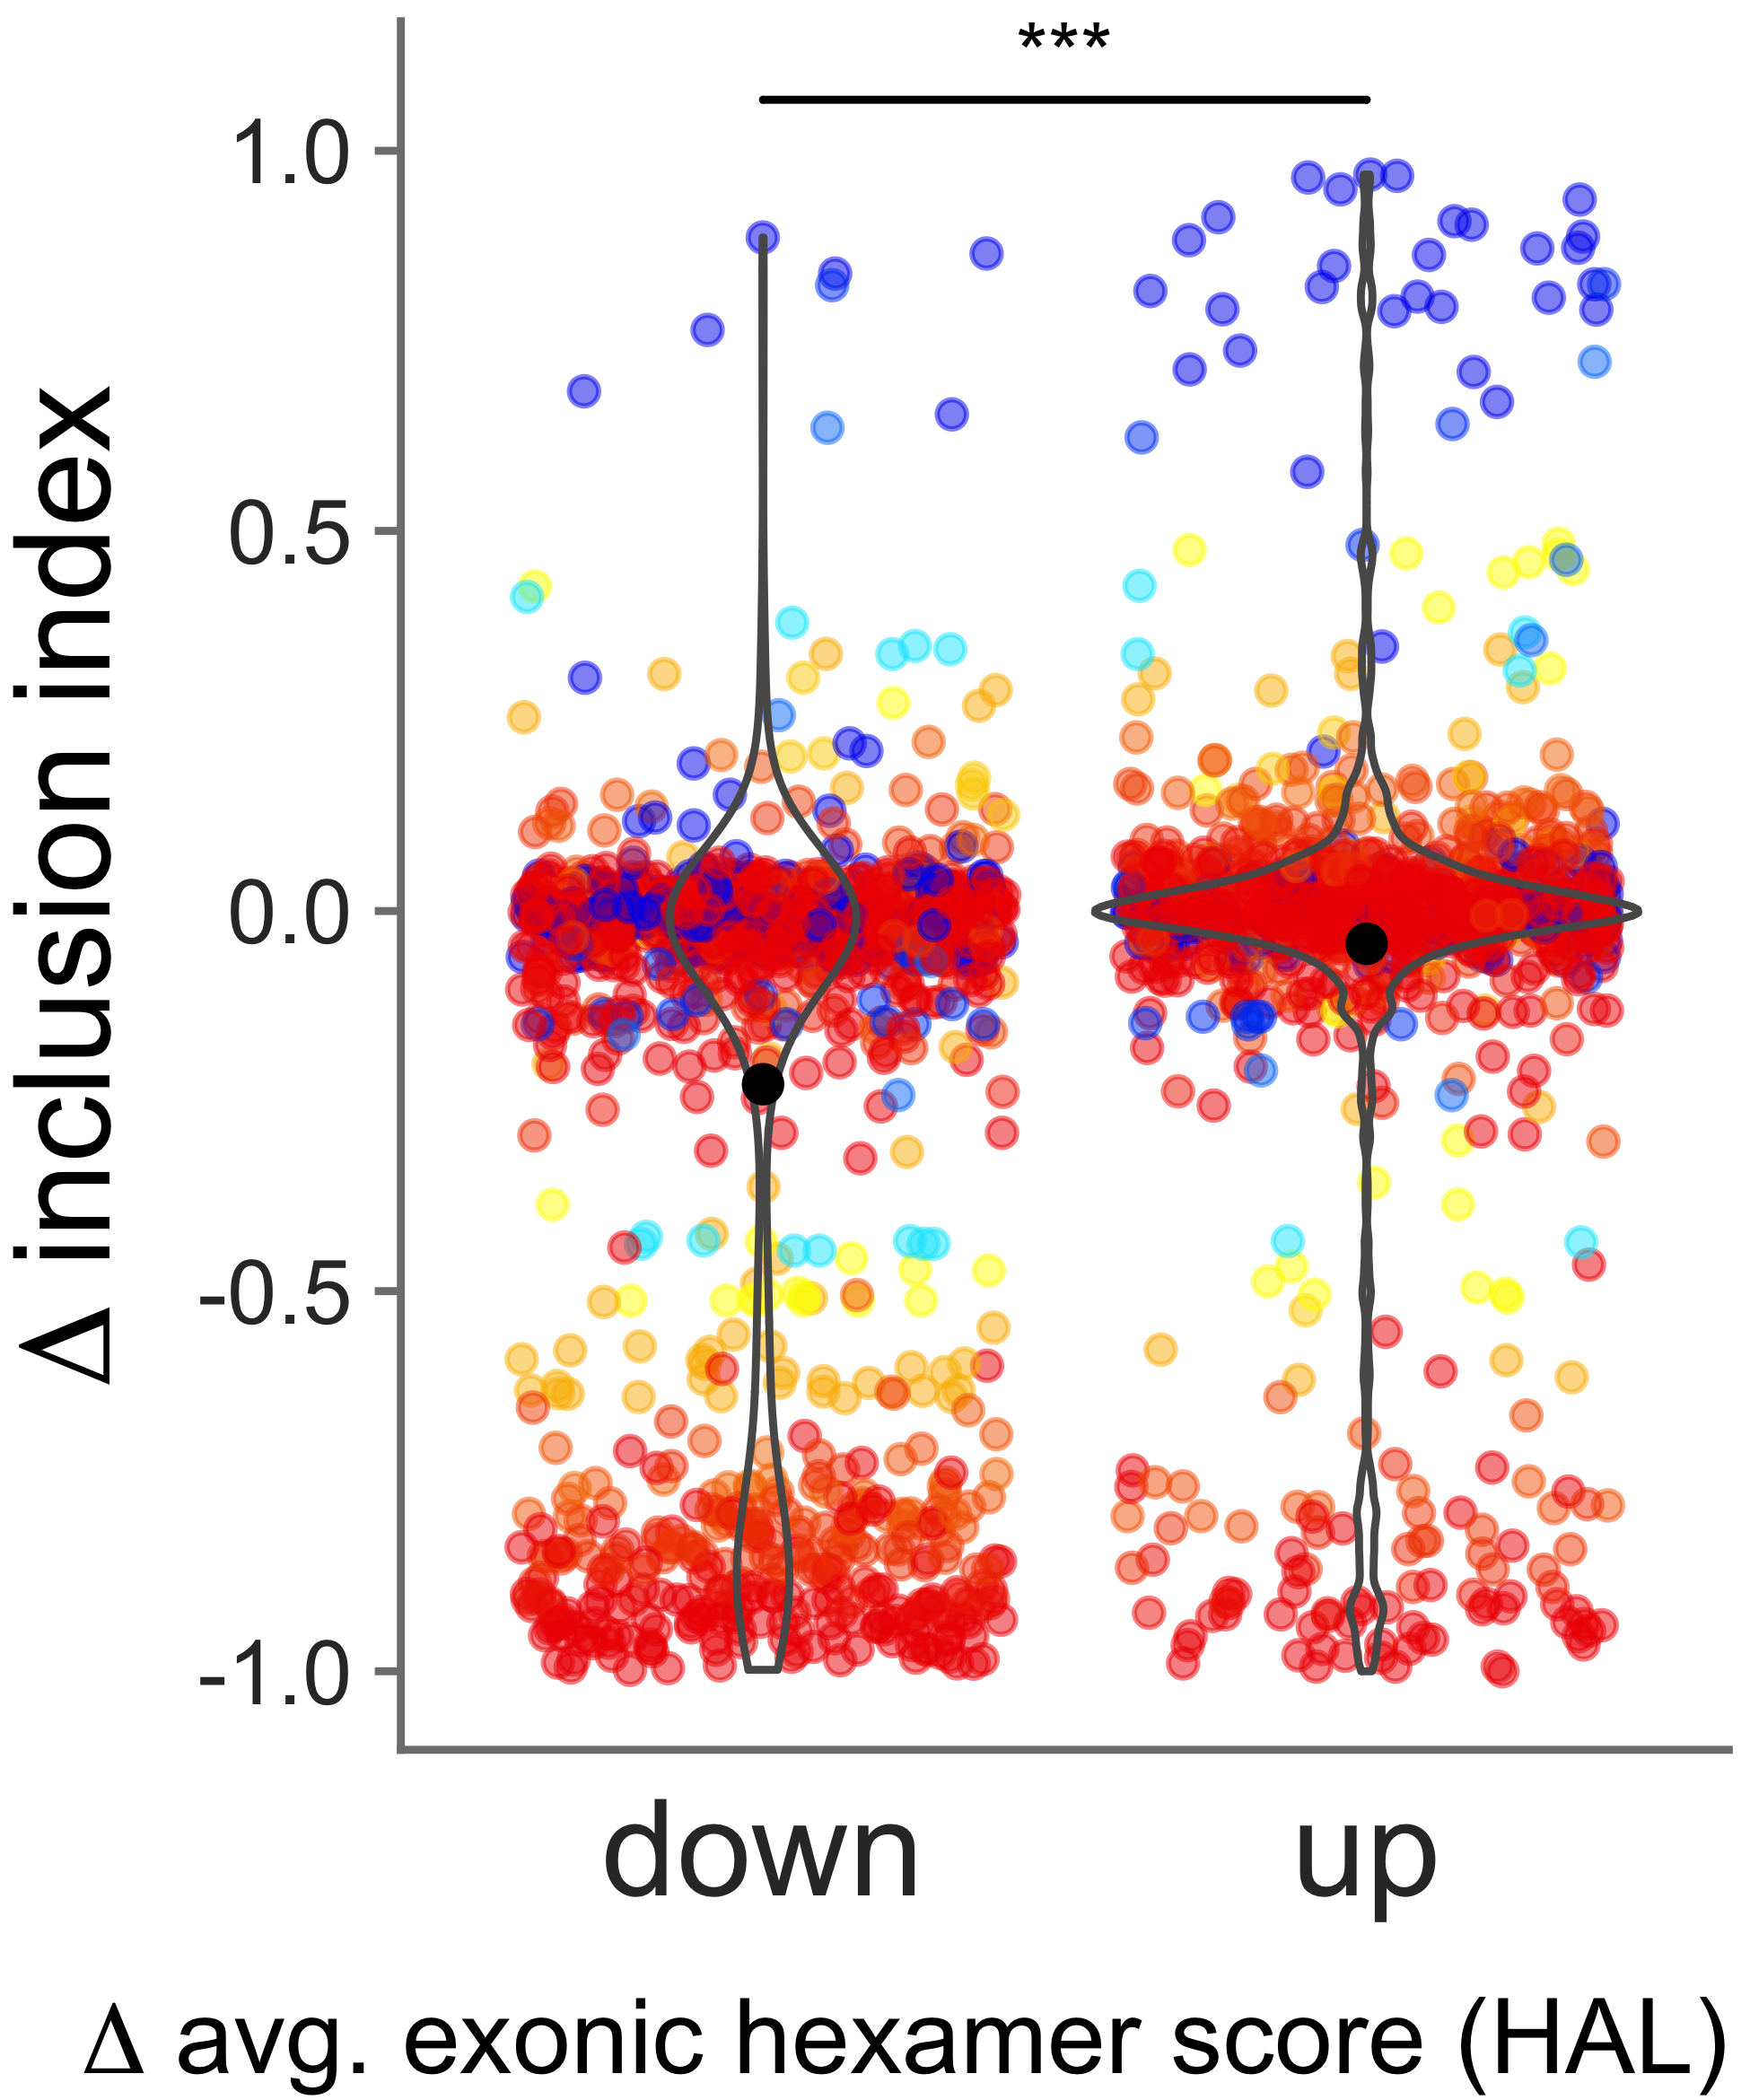 ***
1.0
0.5
0.0
-0.5
-1.0
Δ inclusion index
down
up
Δ avg. exonic hexamer score (HAL)